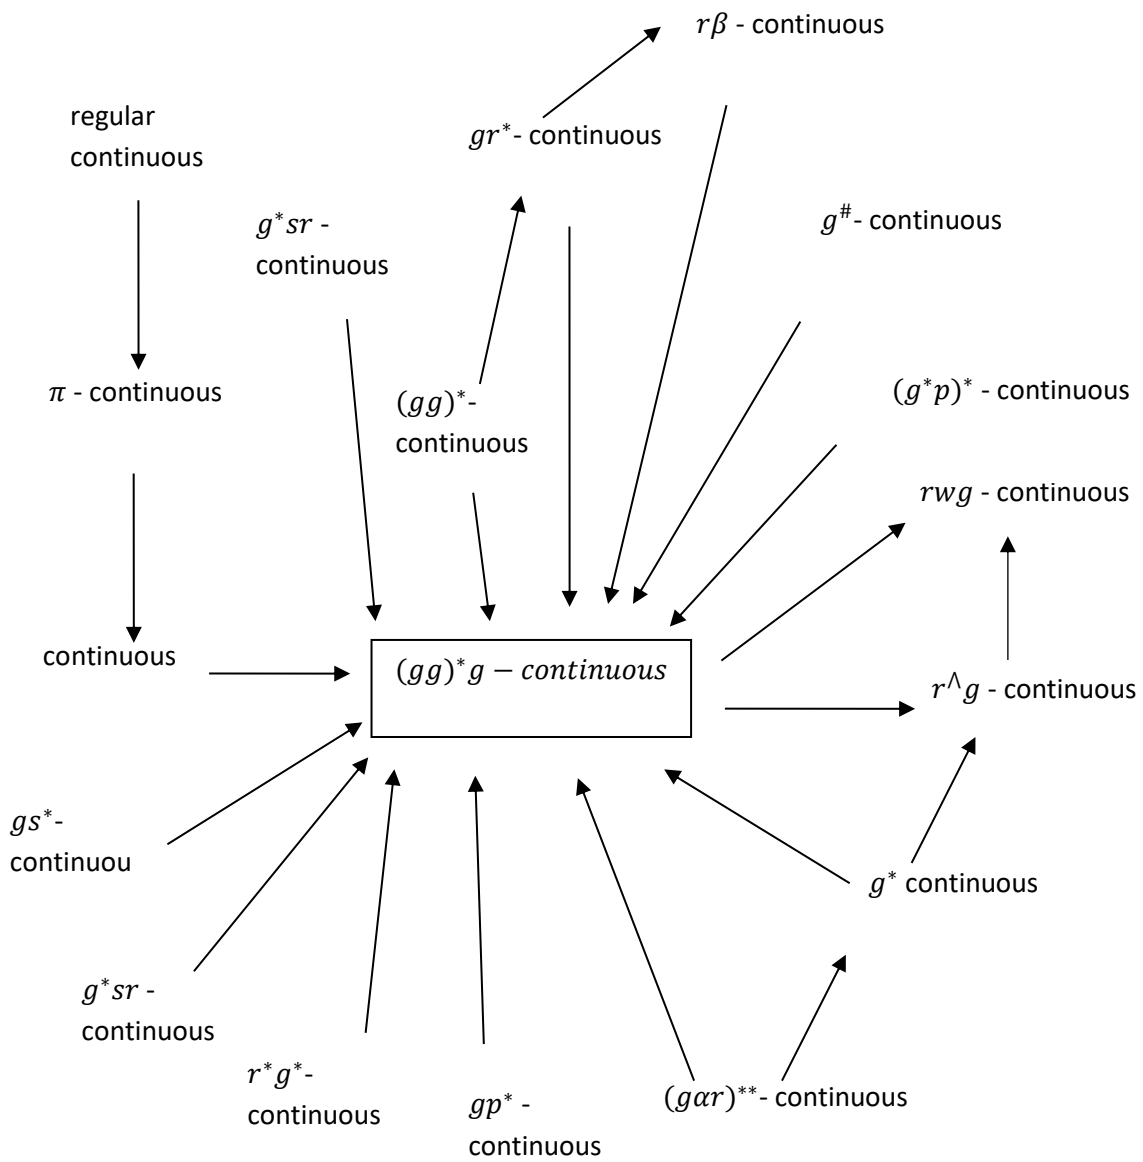 rβ - continuous
regular
continuous
gr*- continuous
g*sr -
continuous
g#- continuous
π - continuous
(gg)*-
continuous
(g*p)* - continuous
rwg - continuous
continuous
(gg)*g − continuous
r^g - continuous
gs*-
continuou
g* continuous
g*sr -
continuous
r*g*-
continuous
gp* -
continuous
(gαr)**- continuous